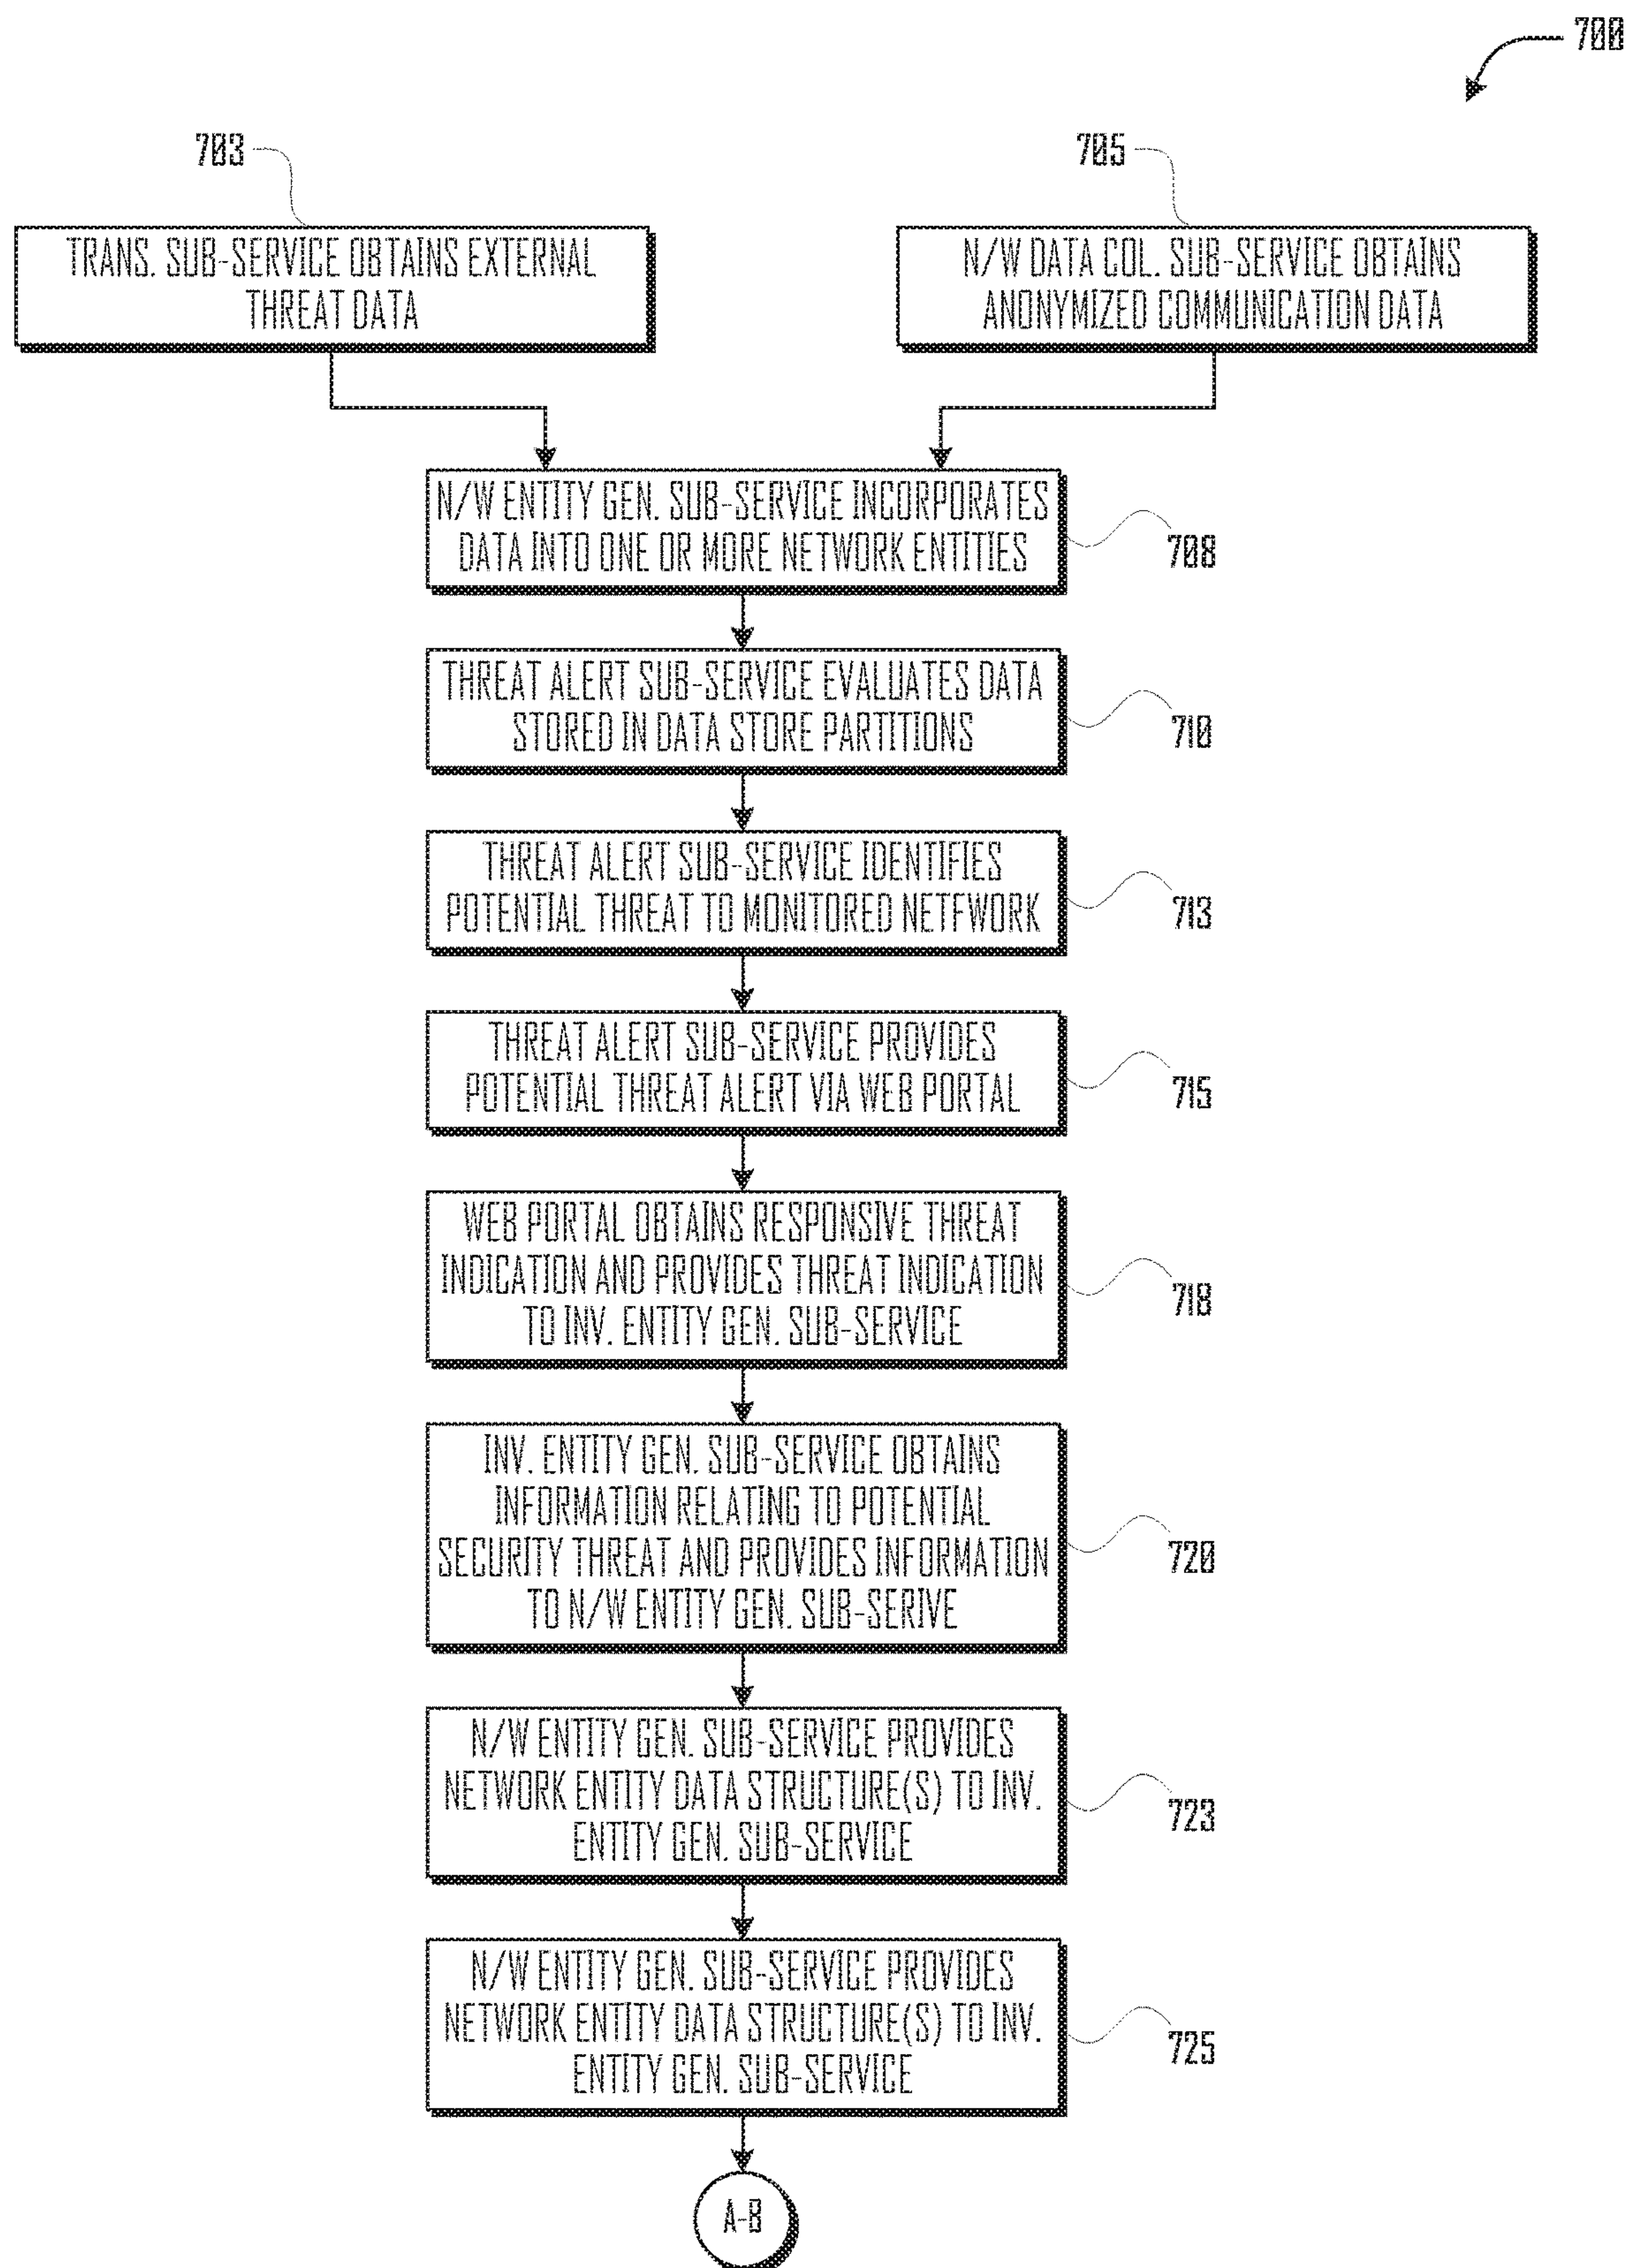 700
703
705
TRANS. SUB-SERVICE OBTAINS EXTERNAL
THREAT DATA
N/W DATA COL. SUB-SERVICE OBTAINS
ANONYMIZED COMMUNICATION DATA
N/W ENTITY GEN. SUB-SERVICE INCORPORATES
DATA INTO ONE OR MORE NETWORK ENTITIES
708
THREAT ALERT SUB-SERVICE EVALUATES DATA
STORED IN DATA STORE PARTITIONS
710
THREAT ALERT SUB-SERVICE IDENTIFIES
POTENTIAL THREAT TO MONITORED NETFWORK
713
THREAT ALERT SUB-SERVICE PROVIDES
POTENTIAL THREAT ALERT VIA WEB PORTAL
715
WEB PORTAL OBTAINS RESPONSIVE THREAT
INDICATION AND PROVIDES THREAT INDICATION
TO INV. ENTITY GEN. SUB-SERVICE
718
INV. ENTITY GEN. SUB-SERVICE OBTAINS
INFORMATION RELATING TO POTENTIAL
SECURITY THREAT AND PROVIDES INFORMATION
TO N/W ENTITY GEN. SUB-SERIVE
720
N/W ENTITY GEN. SUB-SERVICE PROVIDES
NETWORK ENTITY DATA STRUCTURE(S) TO INV.
ENTITY GEN. SUB-SERVICE
723
N/W ENTITY GEN. SUB-SERVICE PROVIDES
NETWORK ENTITY DATA STRUCTURE(S) TO INV.
ENTITY GEN. SUB-SERVICE
725
A-B